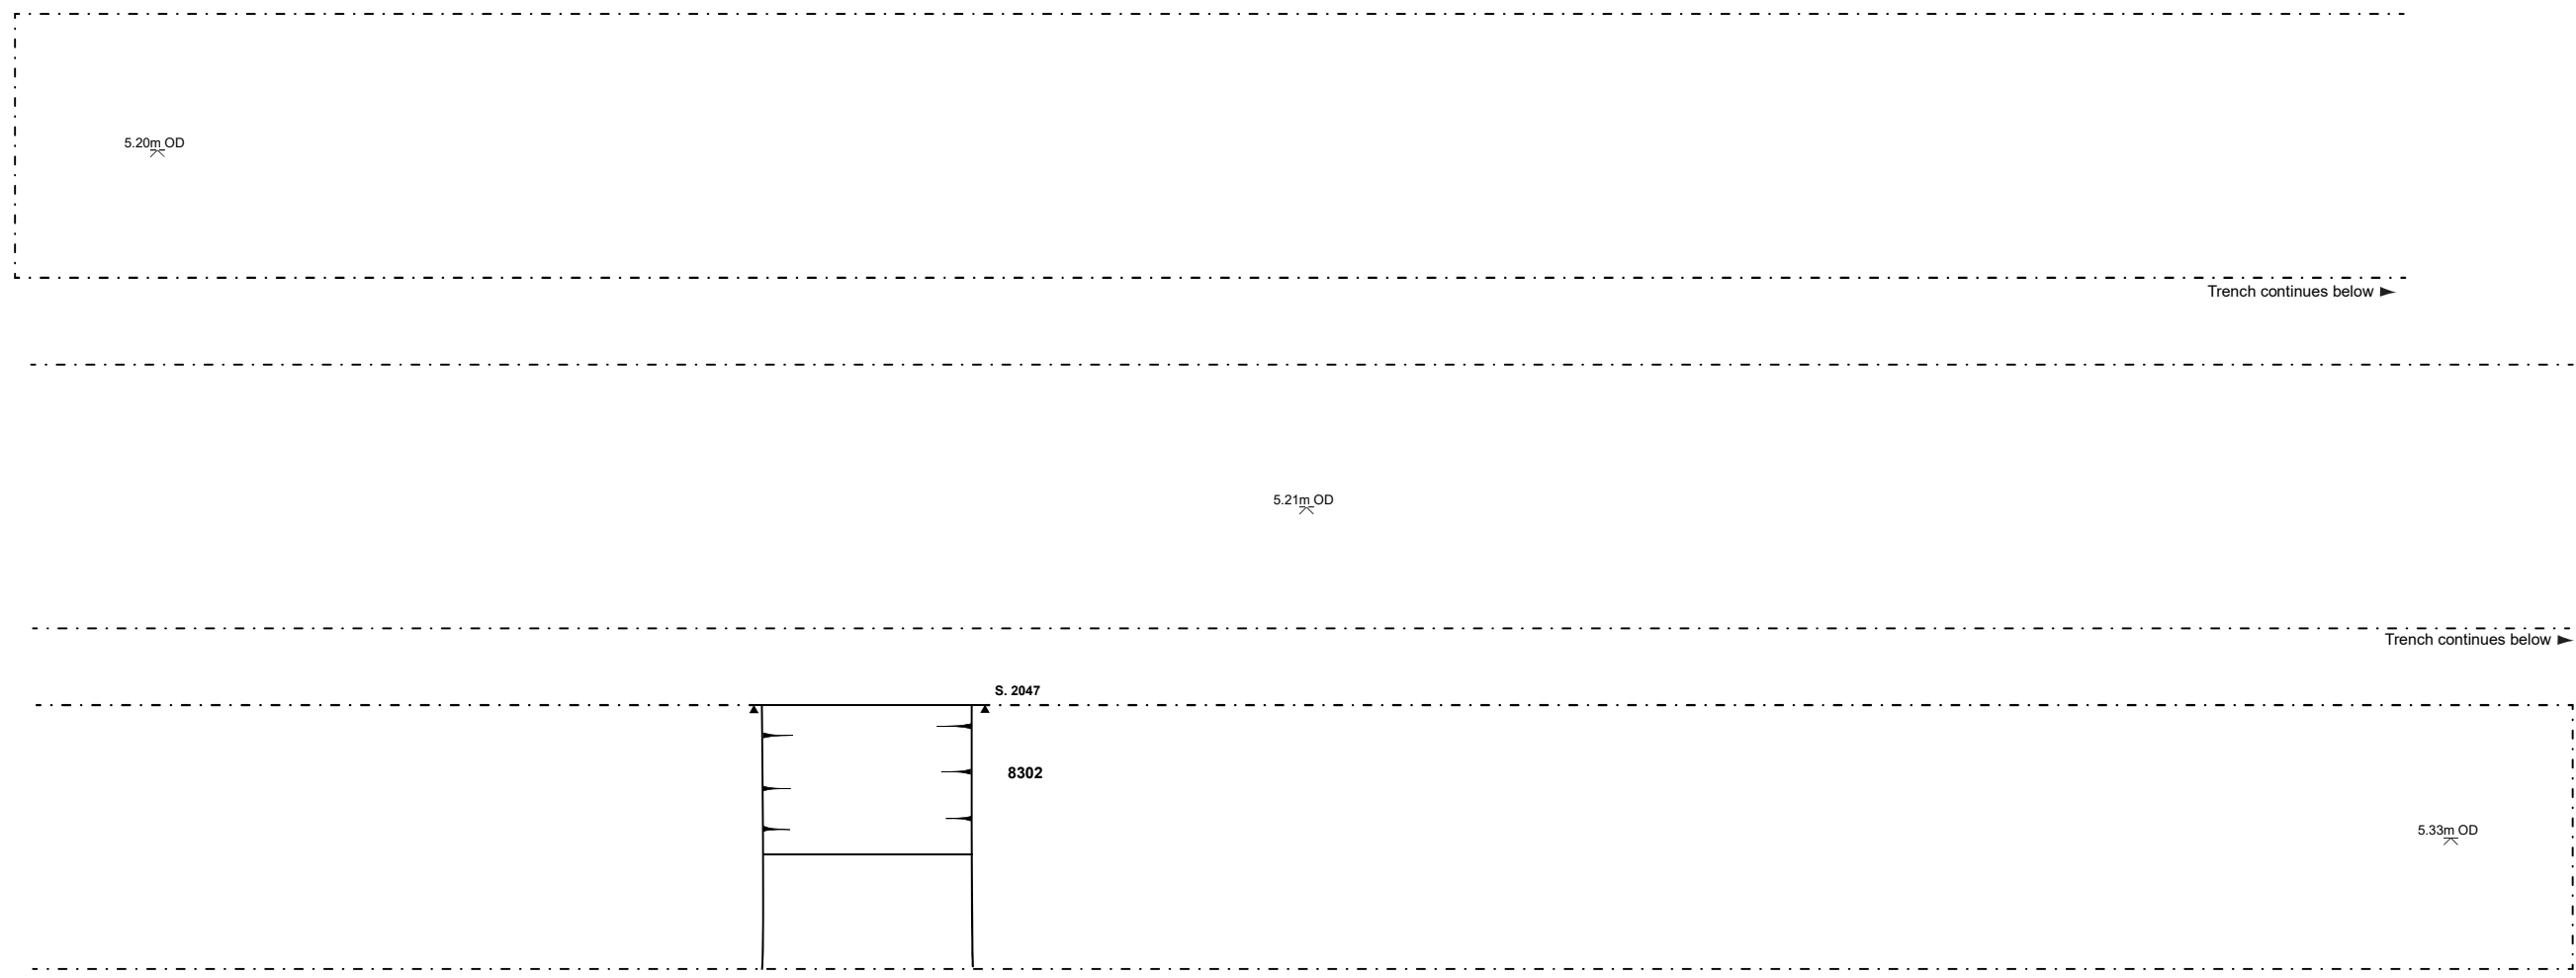 5.20m OD
Trench continues below ►
5.21m OD
Trench continues below ►
S. 2047
8302
5.33m OD